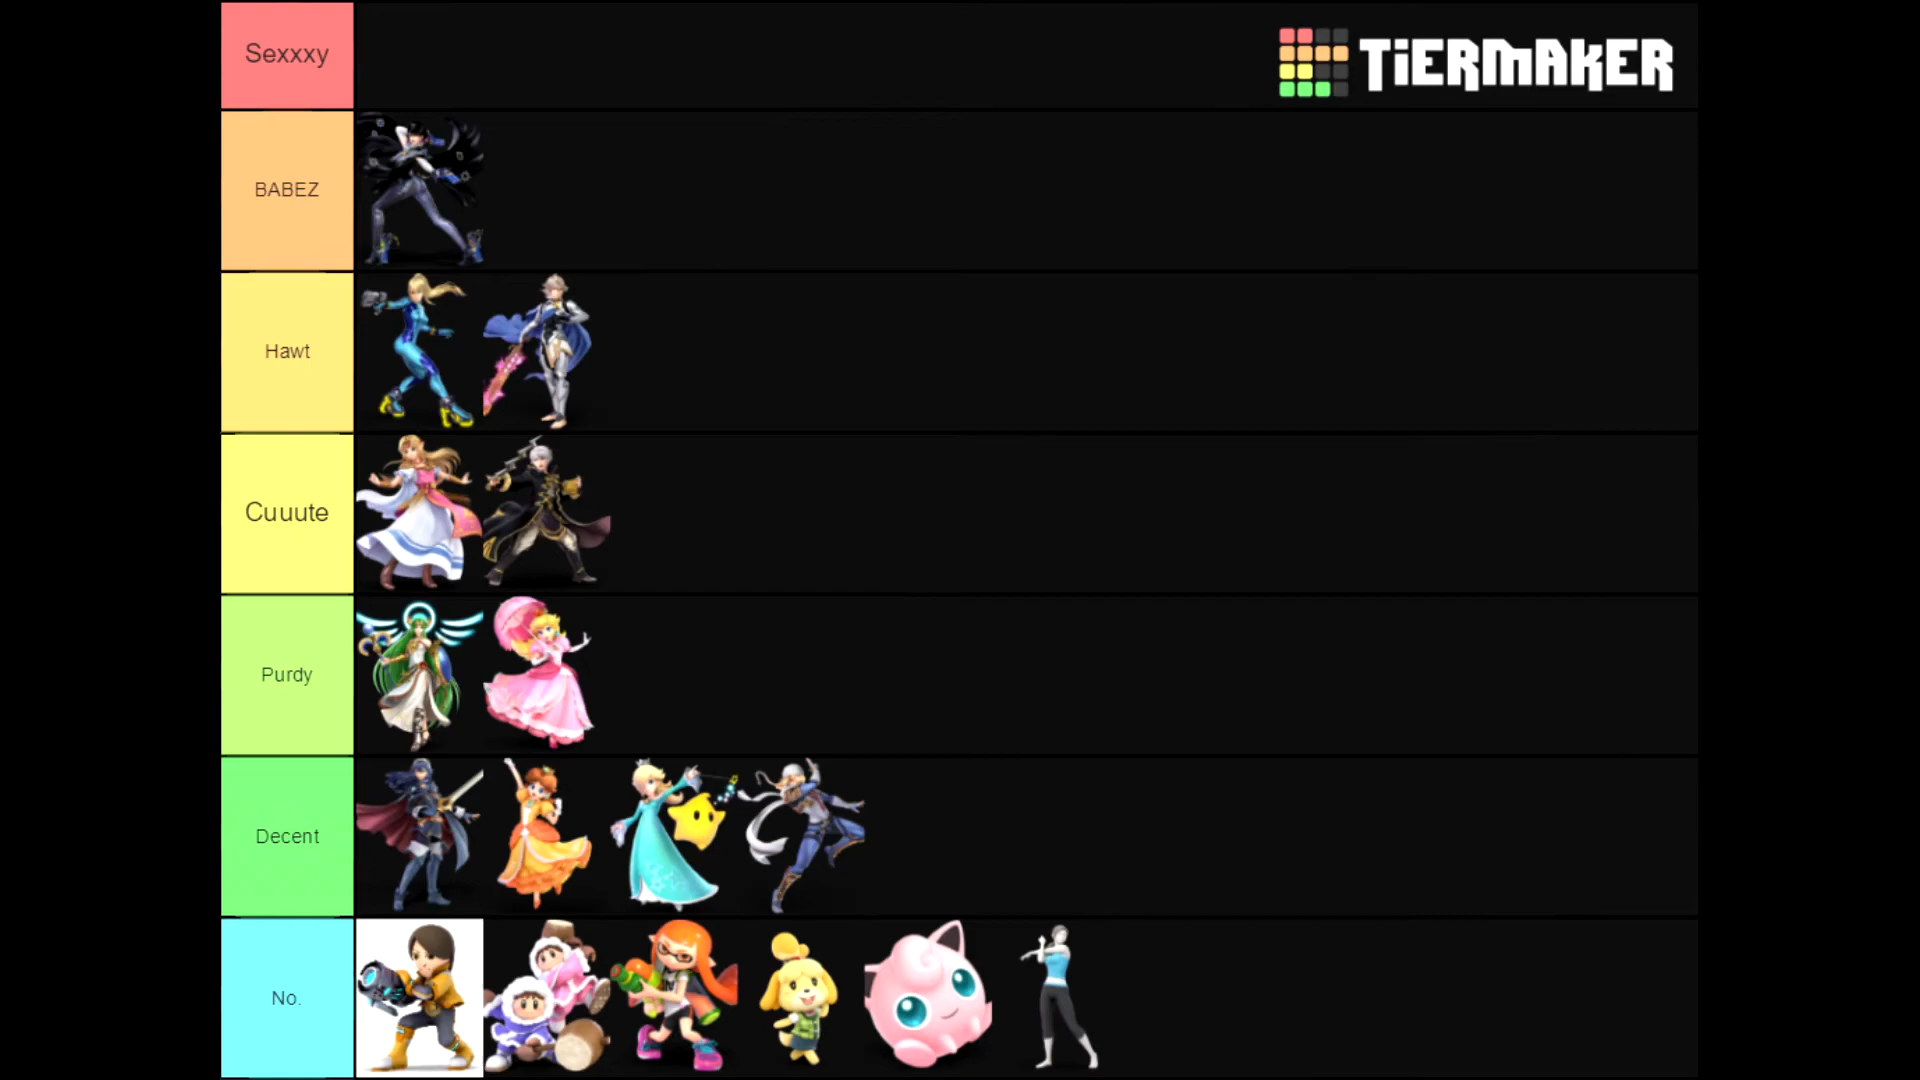 Sexxxy
TiERMAKER
BABEZ
Hawt
Cuuute
Purdy
Decent
No.